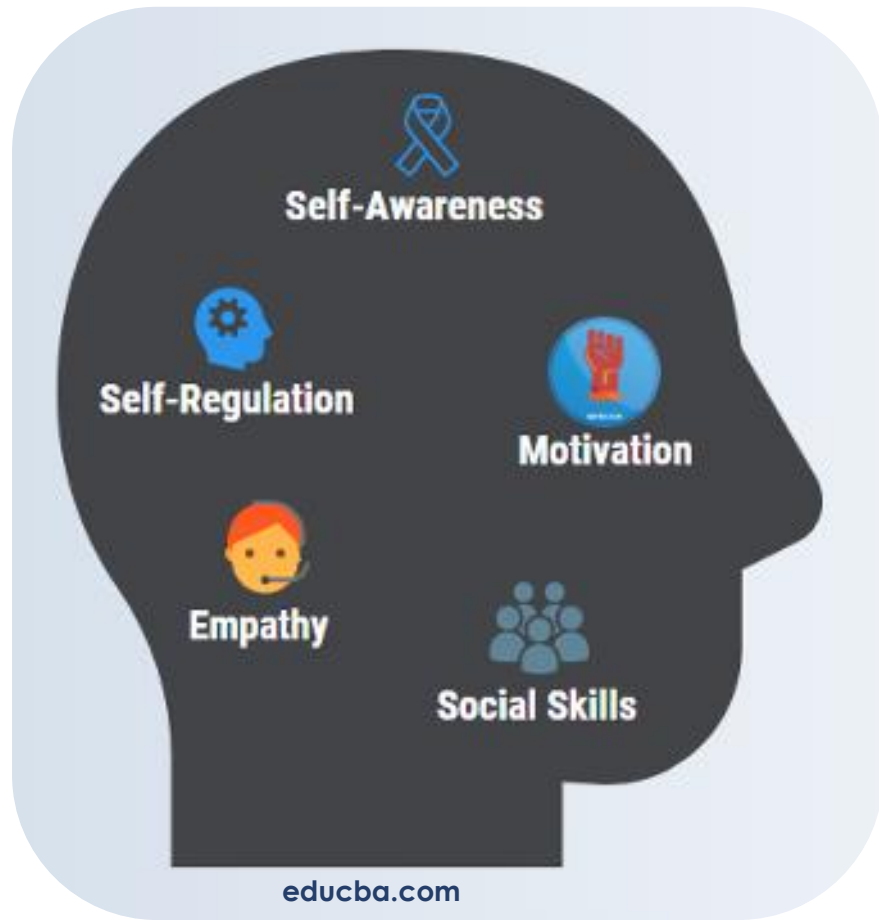 Self-Awareness
Self-Regulation
Motivation
Empathy
Social Skills
educba.com